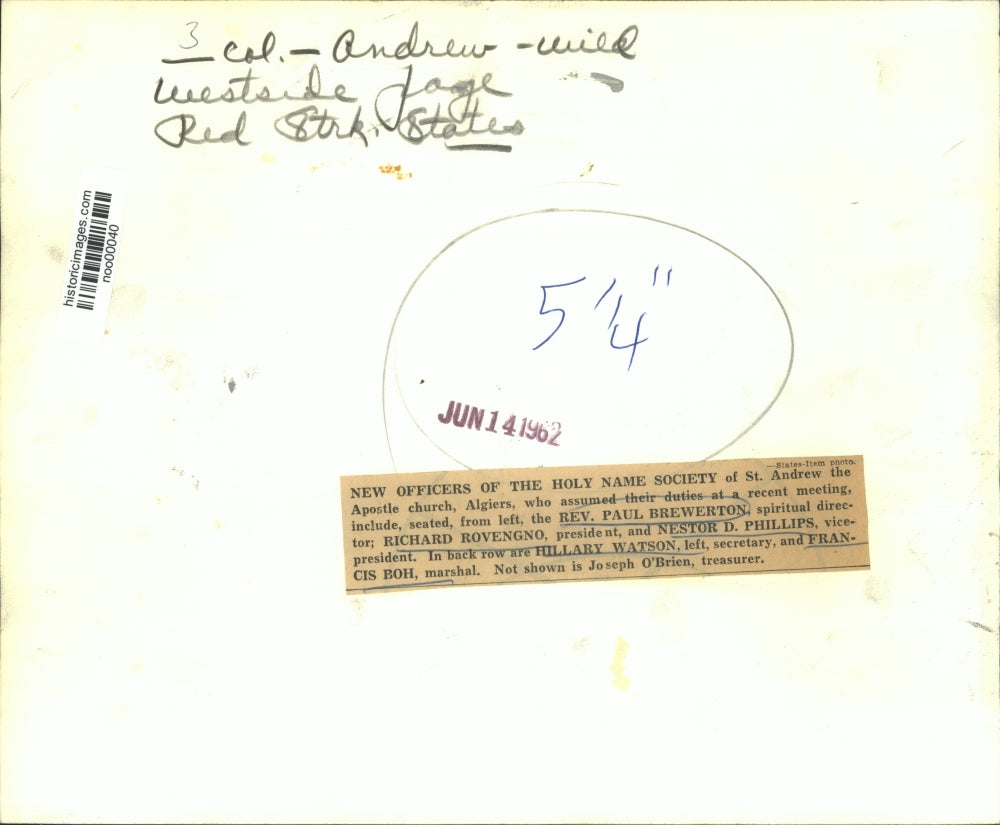 3 col. - Andrew - Wed
Westside page
Red Strk. States
historicimages.com
noo00040
5 1/4"
JUN 14 1962
—States-Item photo.
NEW OFFICERS OF THE HOLY NAME SOCIETY of St. Andrew the
Apostle church, Algiers, who assumed their duties at a recent meeting,
include, seated, from left, the REV. PAUL BREWERTON, spiritual direc-
tor; RICHARD ROVENGNO, president, and NESTOR D. PHILLIPS, vice-
president. In back row are HILLARY WATSON, left, secretary, and FRAN-
CIS BOH, marshal. Not shown is Joseph O'Brien, treasurer.